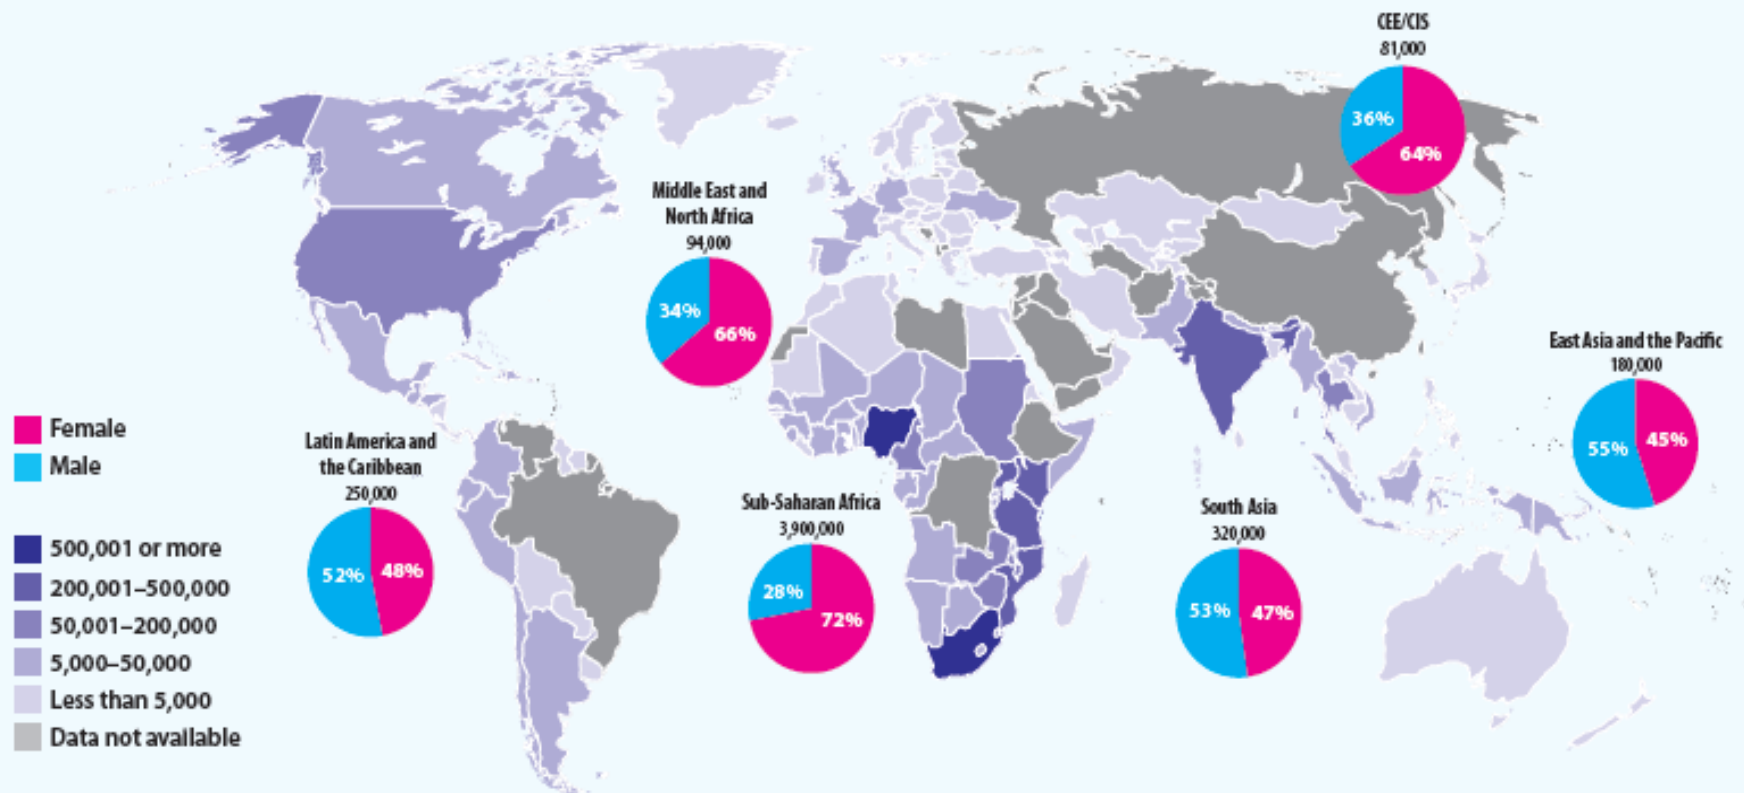 CEE/CIS
81,000
36%
64%
Middle East and
North Africa
94,000
34%
66%
East Asia and the Pacific
180,000
55%
45%
Female
Male
Latin America and
the Caribbean
250,000
52%
48%
Sub-Saharan Africa
3,900,000
28%
72%
South Asia
320,000
53%
47%
500,001 or more
200,001–500,000
50,001–200,000
5,000–50,000
Less than 5,000
Data not available